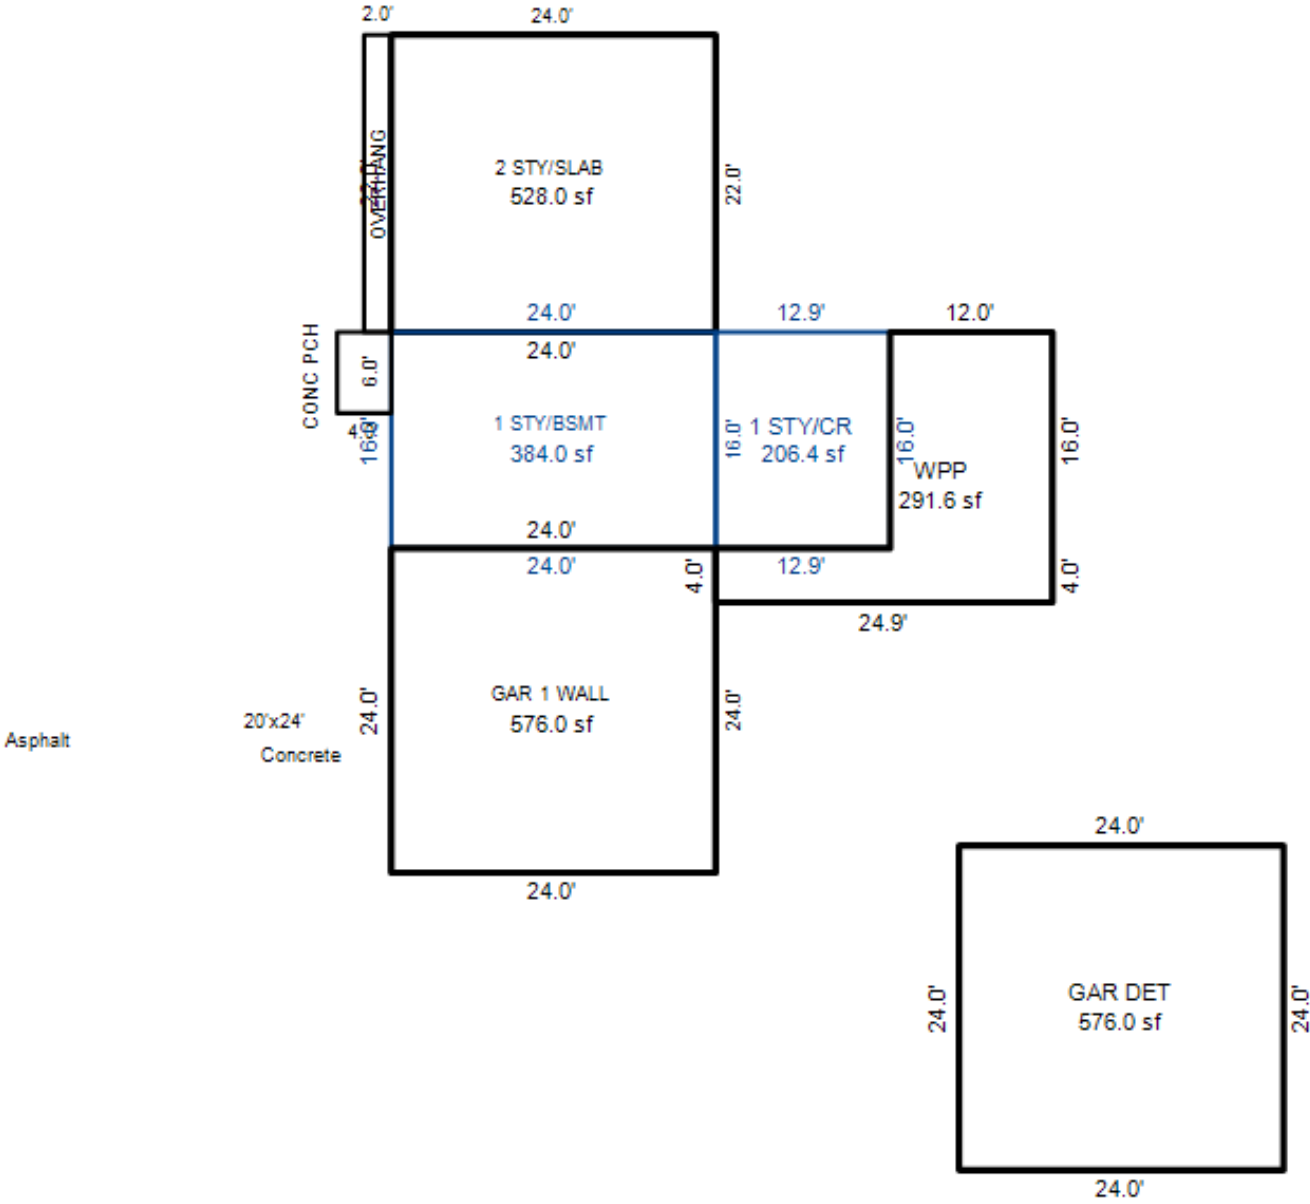 2.0'
24.0'
OVERHANG
2 STY/SLAB
528.0 sf
22.0'
24.0'
12.9'
12.0'
24.0'
CONC PCH
6.0'
4.0'
16.0'
1 STY/BSMT
384.0 sf
16.0'
1 STY/CR
206.4 sf
16.0'
WPP
291.6 sf
16.0'
24.0'
24.0'
4.0'
12.9'
4.0'
24.9'
GAR 1 WALL
576.0 sf
24.0'
24.0'
20'x24'
Concrete
Asphalt
24.0'
24.0'
GAR DET
576.0 sf
24.0'
24.0'
24.0'